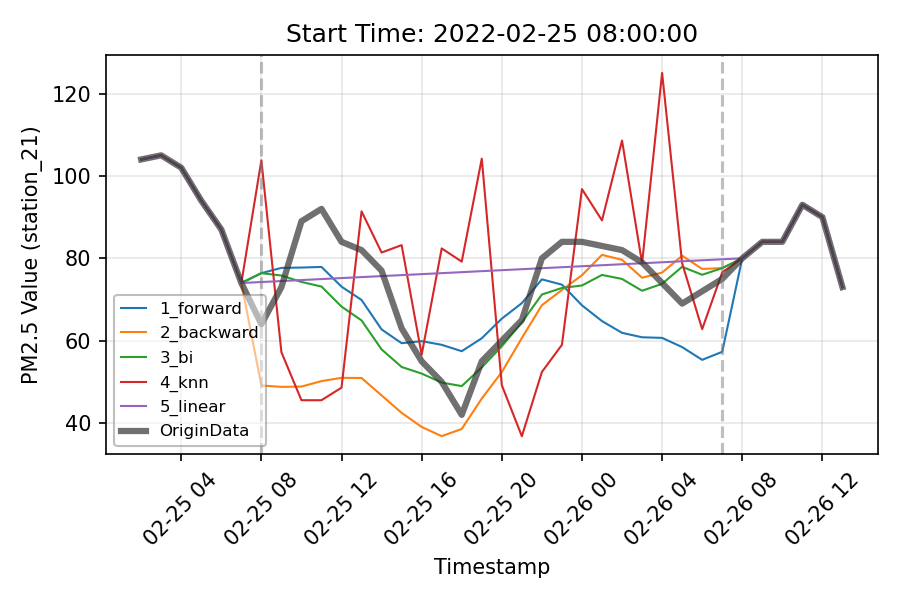 Start Time: 2022-02-25 08:00:00
PM2.5 Value (station_21)
120
100
80
60
40
1_forward
2_backward
3_bi
4_knn
5_linear
OriginData
02-25 04
02-25 08
02-25 12
02-25 16
02-25 20
02-26 00
02-26 04
02-26 08
02-26 12
Timestamp